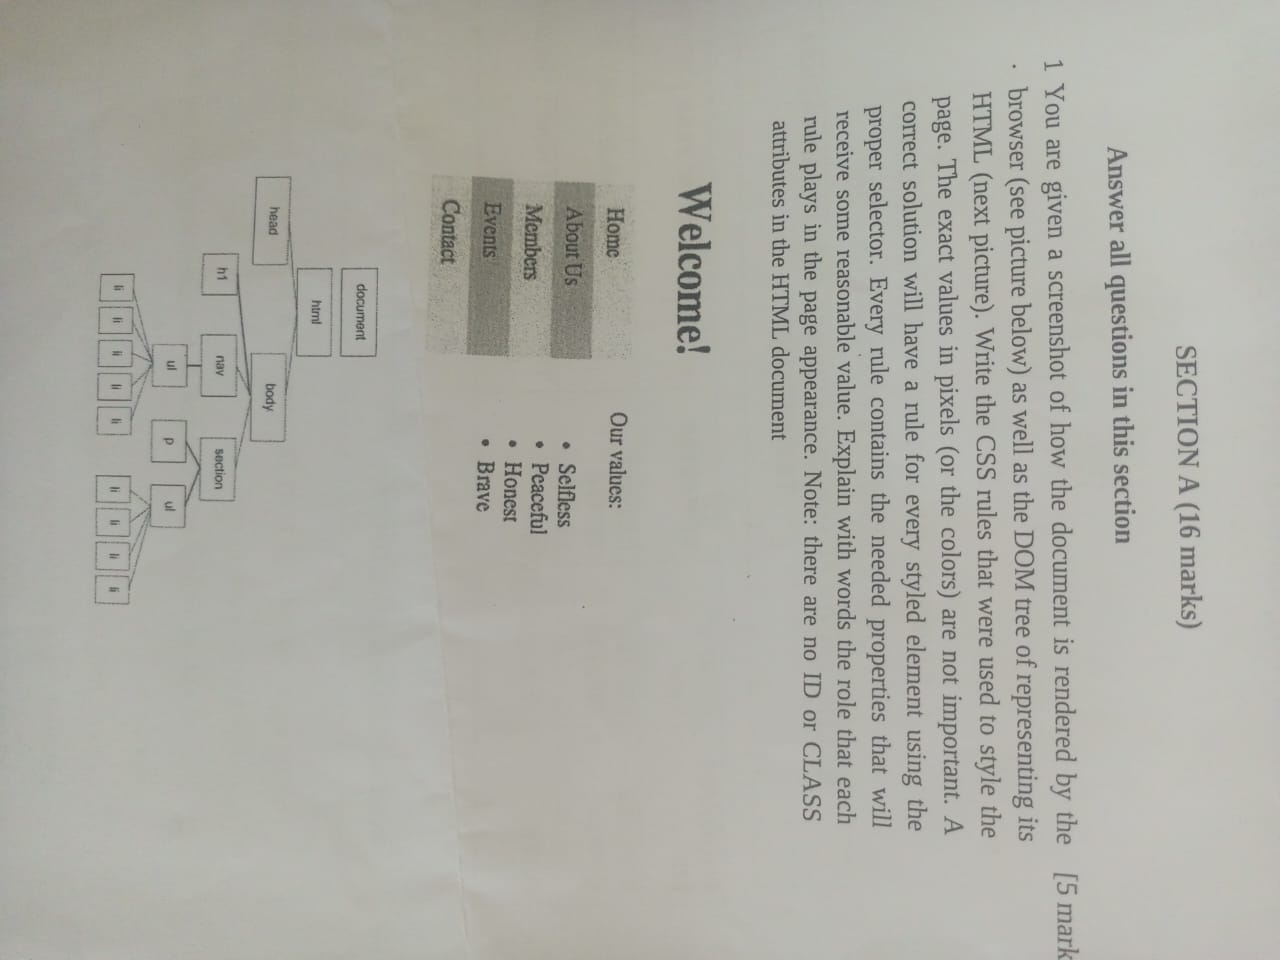 SECTION A (16 marks)
Answer all questions in this section
1 You are given a screenshot of how the document is rendered by the [5 mark
. browser (see picture below) as well as the DOM tree of representing its
HTML (next picture). Write the CSS rules that were used to style the
page. The exact values in pixels (or the colors) are not important. A
correct solution will have a rule for every styled element using the
proper selector. Every rule contains the needed properties that will
receive some reasonable value. Explain with words the role that each
rule plays in the page appearance. Note: there are no ID or CLASS
attributes in the HTML document
Welcome!
Home
About Us
Members
Events
Contact
Our values:
• Selfless
• Peaceful
• Honest
• Brave
document
html
head body
h1 nav section
ul p ul
li li li li li li li li li